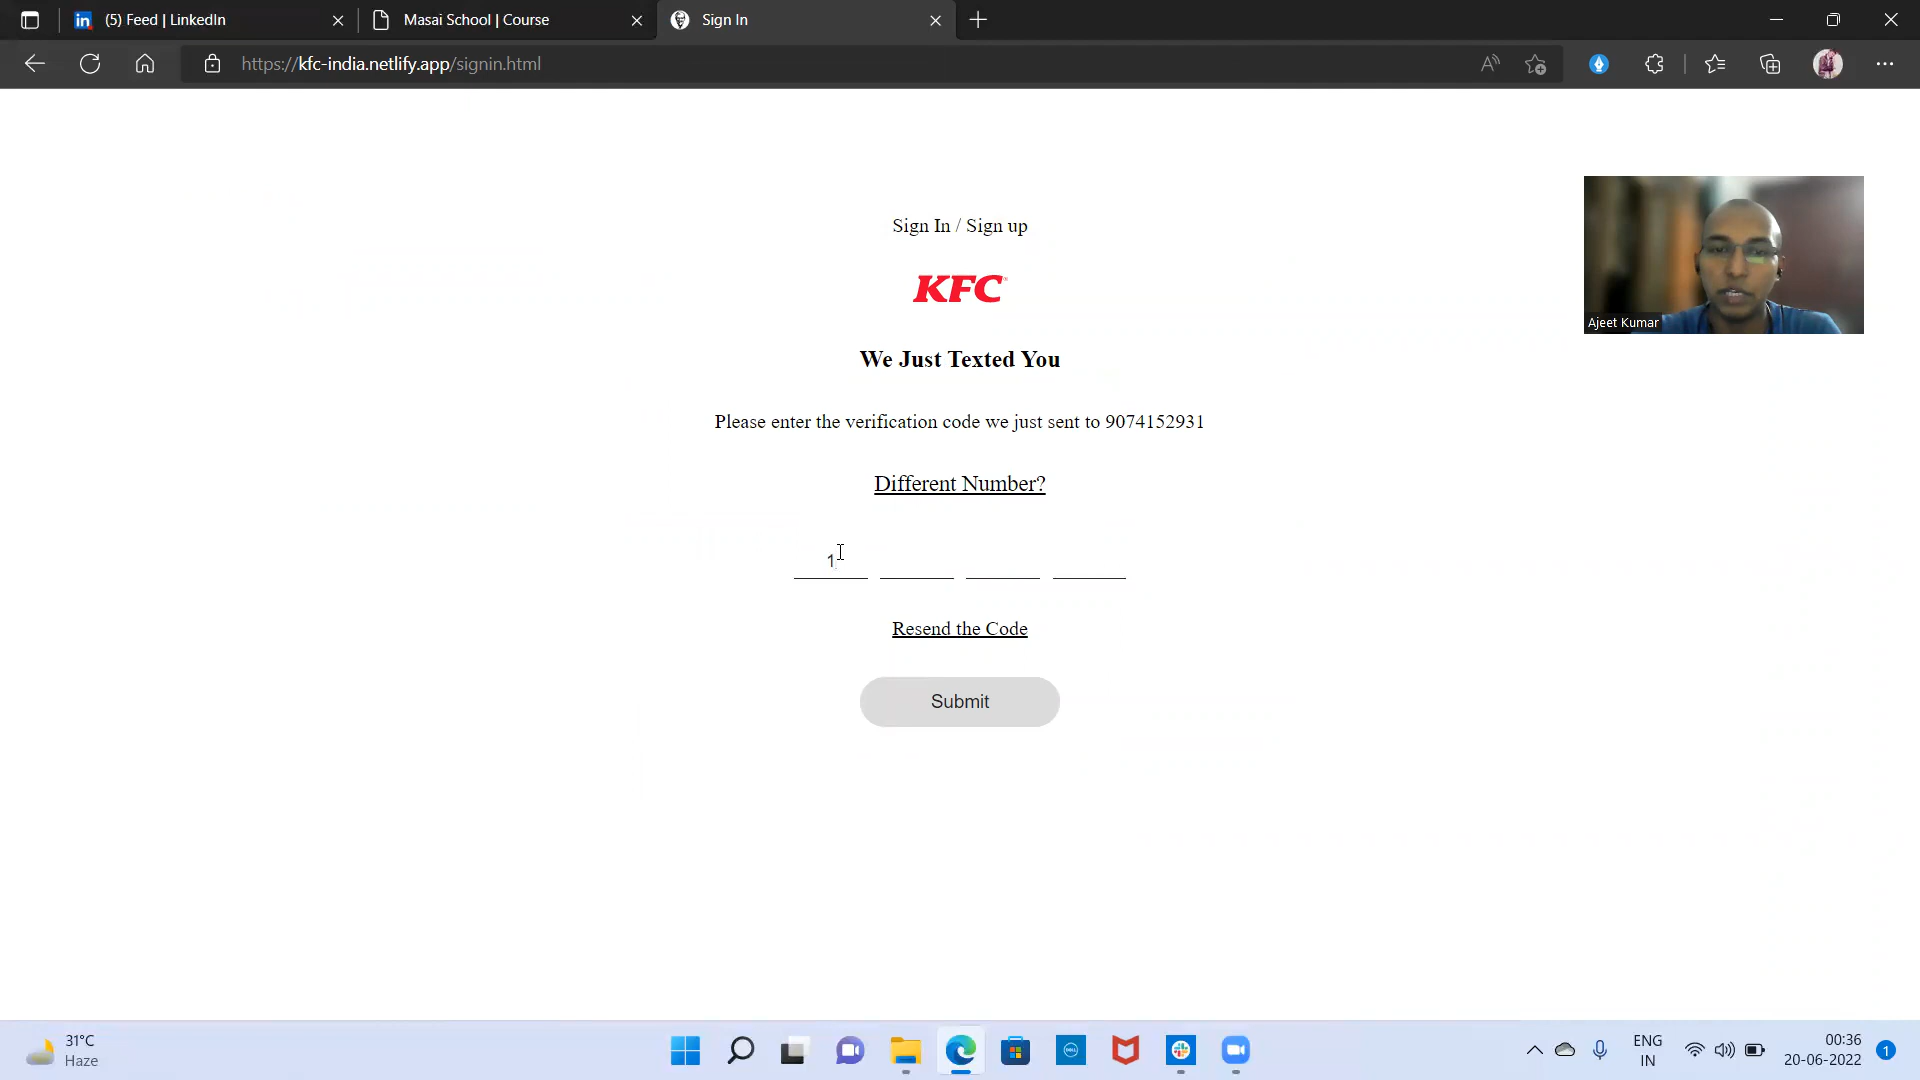 (5) Feed | LinkedIn
Masai School | Course
Sign In
https://kfc-india.netlify.app/signin.html
Sign In / Sign up
KFC
We Just Texted You
Please enter the verification code we just sent to 9074152931
Different Number?
1
Resend the Code
Submit
Ajeet Kumar
31°C
Haze
ENG
IN
00:36
20-06-2022
1